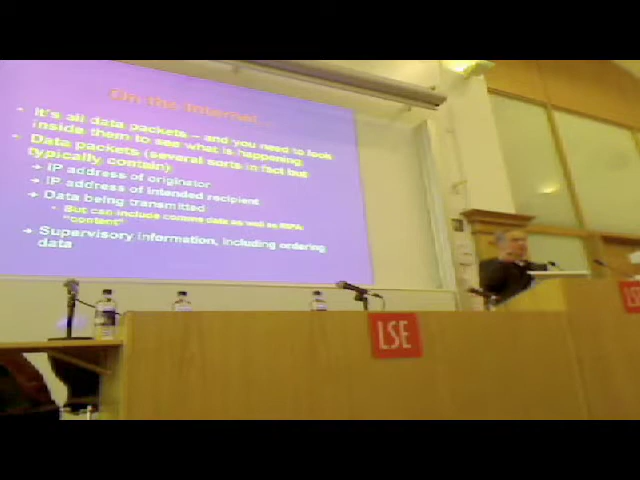 On the Internet
• It's all data packets – and you need to look
inside them to see what is happening
• Data packets (several sorts in fact but
typically contain)
→ IP address of originator
→ IP address of intended recipient
→ Data being transmitted
• But can include comms data as well as RIPA
"content"
→ Supervisory information, including ordering
data
LSE
LS